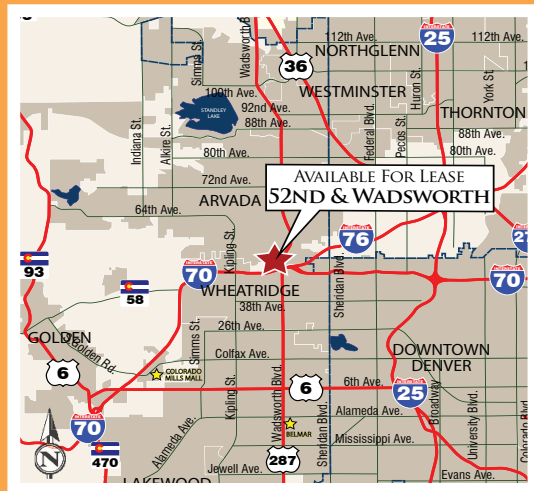 112th Ave.
112th Ave.
NORTHGLENN
25
Simms St.
Wadsworth B
36
WESTMINSTER
Huron St.
York St.
100th Ave.
92nd Ave.
88th Ave.
STANDLEY
LAKE
THORNTON
Indiana St.
Alkire St.
Federal Blvd.
Pecos St.
88th Ave.
80th Ave.
80th Ave.
72nd Ave.
AVAILABLE FOR LEASE
52ND & WADSWORTH
ARVADA
64th Ave.
Kipling St.
76
93
70
Sheridan Blvd.
70
58
WHEATRIDGE
38th Ave.
26th Ave.
Simms St.
GOLDEN
Golden Rd.
Colfax Ave.
DOWNTOWN
DENVER
6
COLORADO
MILLS MALL
Kipling St.
Wadsworth Blvd.
6
6th Ave.
25
Broadway
University Blvd.
Colorado Blvd.
Alameda Ave.
70
BELMAR
Sheridan Blvd.
Mississippi Ave.
N
470
Alameda Ave.
287
Jewell Ave.
Evans Ave.
LAKEWOOD